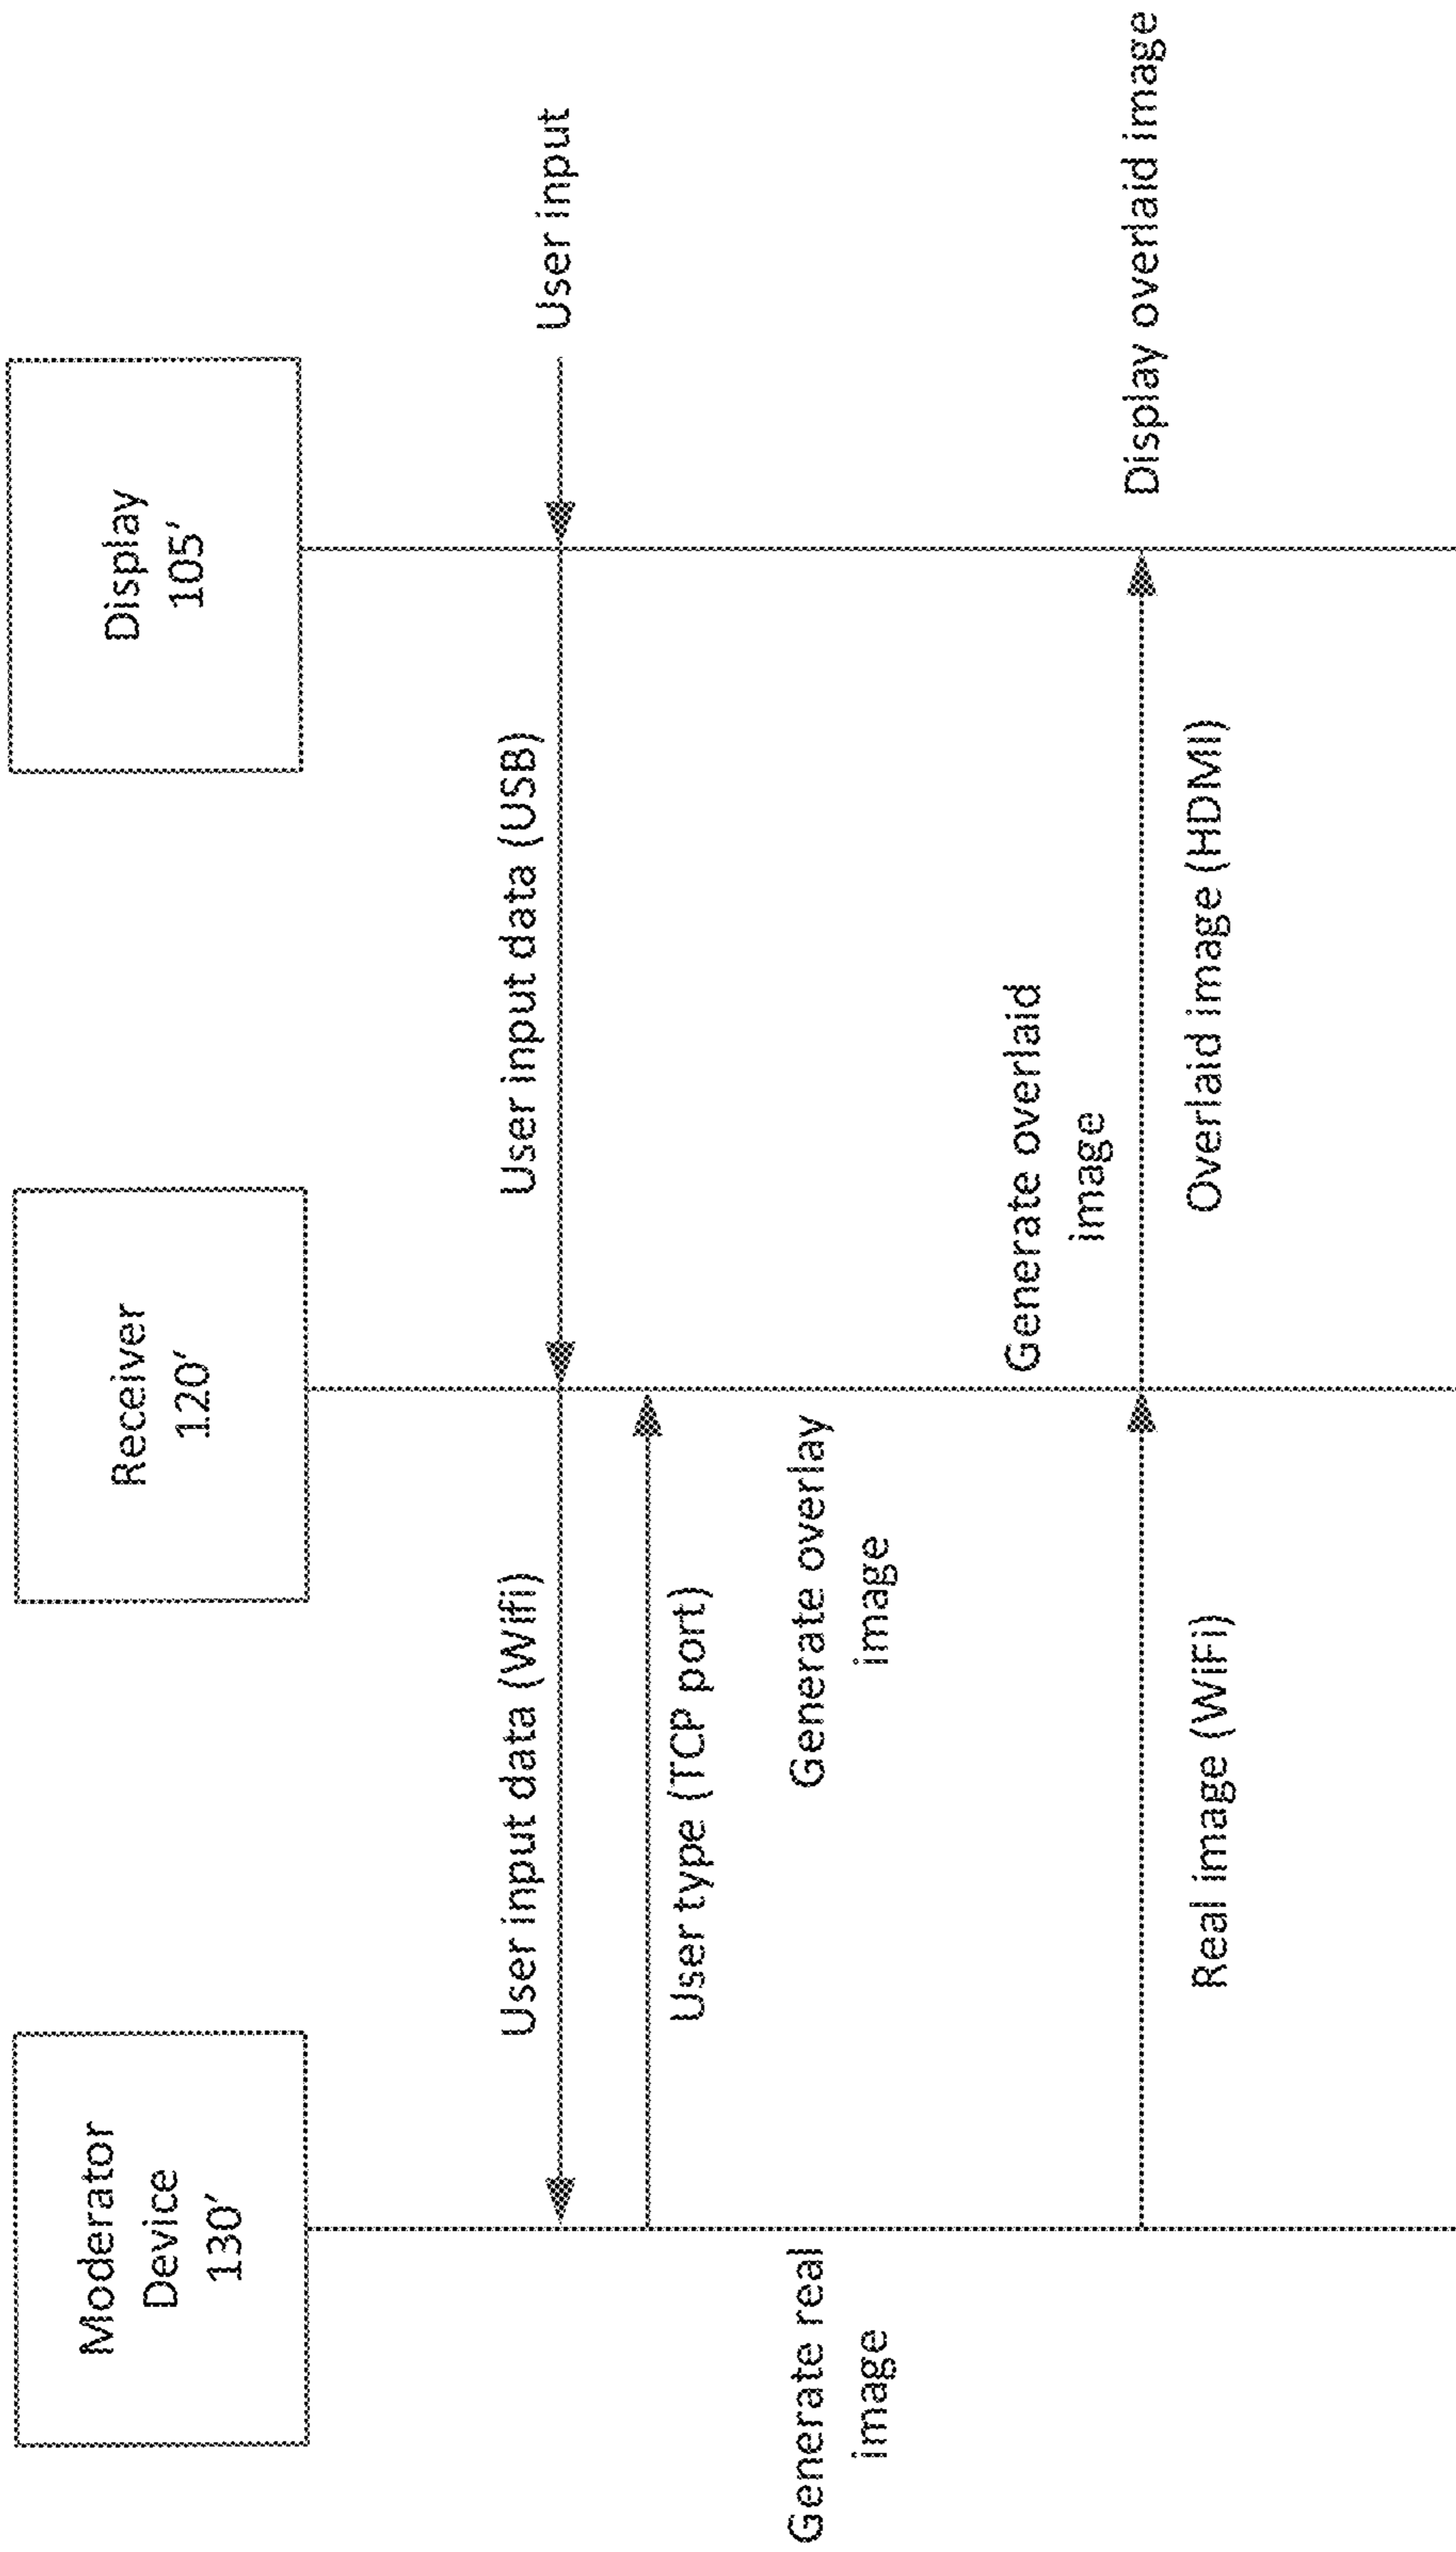 Moderator
Device
130′
Receiver
120′
Display
105′
User input data (Wifi)
User input data (USB)
User input
User type (TCP port)
Generate real
image
Generate overlay
image
Generate overlaid
image
Real image (WiFi)
Overlaid image (HDMI)
Display overlaid image